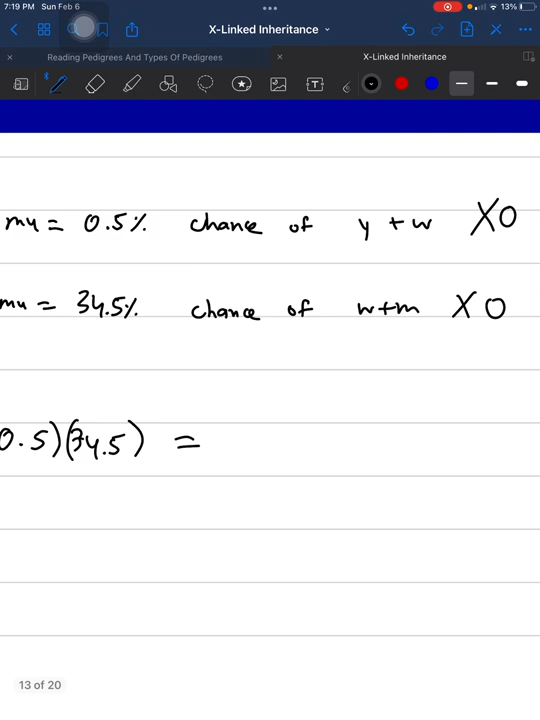 7:19 PM Sun Feb 6
13%
X-Linked Inheritance
Reading Pedigrees And Types Of Pedigrees
X-Linked Inheritance
mu = 0.5% chance of y + w XO
mu = 34.5% chance of w+m XO
0.5)(34.5) =
13 of 20